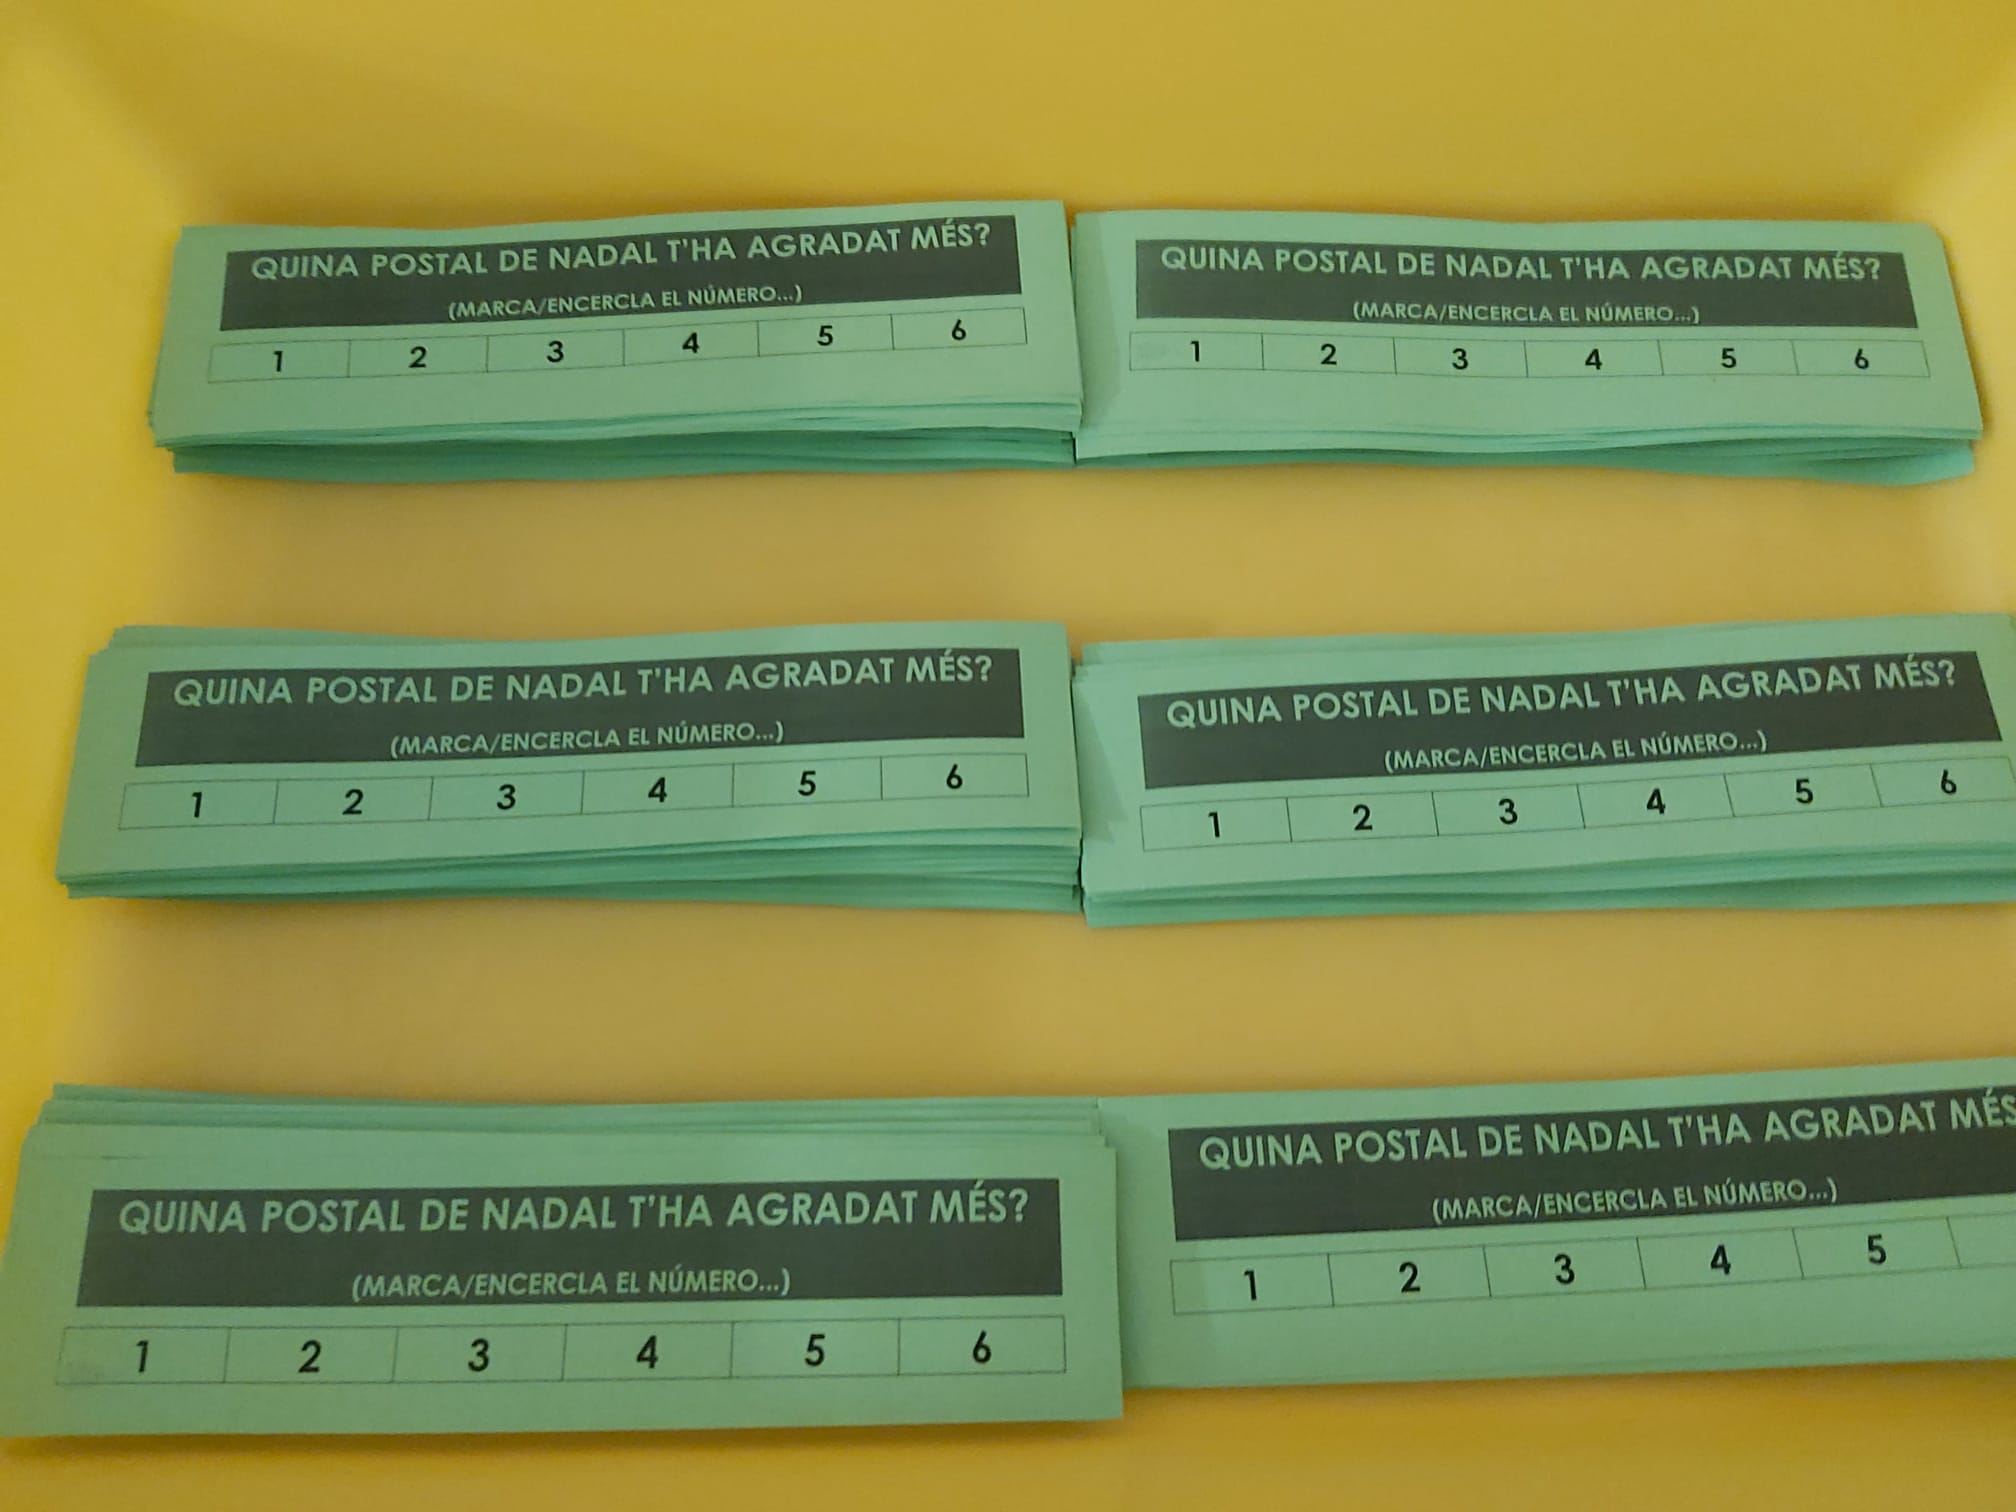 QUINA POSTAL DE NADAL T'HA AGRADAT MÉS?
(MARCA/ENCERCLA EL NÚMERO...)
1 2 3 4 5 6
QUINA POSTAL DE NADAL T'HA AGRADAT MÉS?
(MARCA/ENCERCLA EL NÚMERO...)
1 2 3 4 5 6
QUINA POSTAL DE NADAL T'HA AGRADAT MÉS?
(MARCA/ENCERCLA EL NÚMERO...)
1 2 3 4 5 6
QUINA POSTAL DE NADAL T'HA AGRADAT MÉS?
(MARCA/ENCERCLA EL NÚMERO...)
1 2 3 4 5 6
QUINA POSTAL DE NADAL T'HA AGRADAT MÉS?
(MARCA/ENCERCLA EL NÚMERO...)
1 2 3 4 5 6
QUINA POSTAL DE NADAL T'HA AGRADAT MÉS
(MARCA/ENCERCLA EL NÚMERO...)
1 2 3 4 5